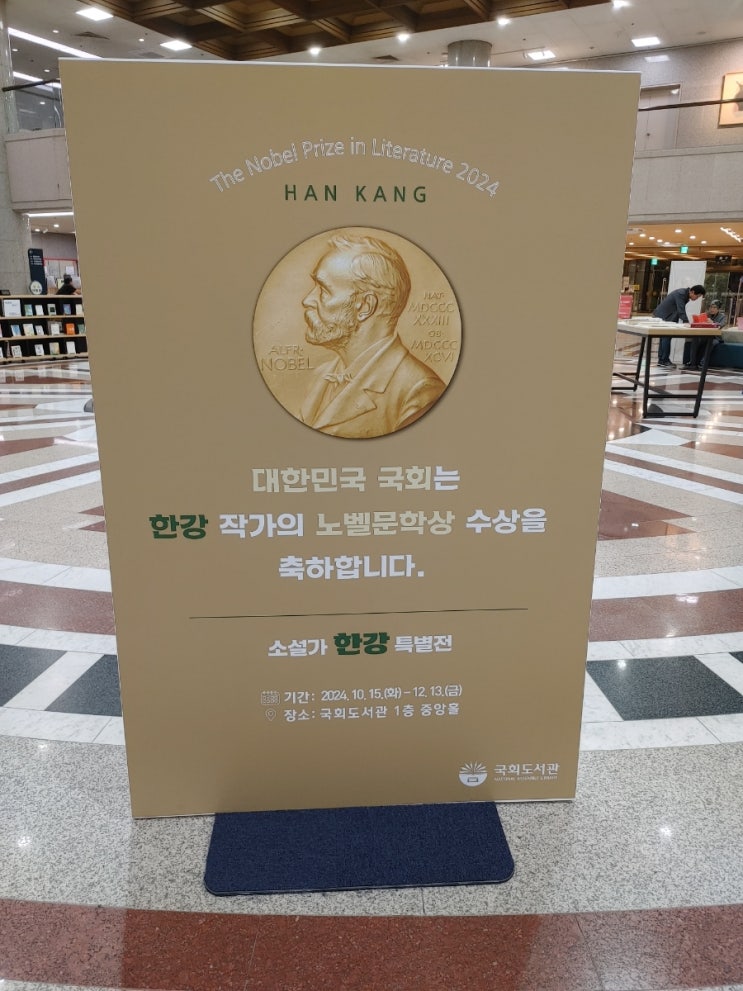 The Nobel Prize in Literature 2024
HAN KANG
ALFR·
NOBEL
NAT·
MDCCC
XXXIII
OB·
MDCCC
XCVI
대한민국 국회는
한강 작가의 노벨문학상 수상을
축하합니다.
소설가 한강 특별전
기간: 2024. 10. 15.(화) – 12. 13.(금)
장소: 국회도서관 1층 중앙홀
국회도서관